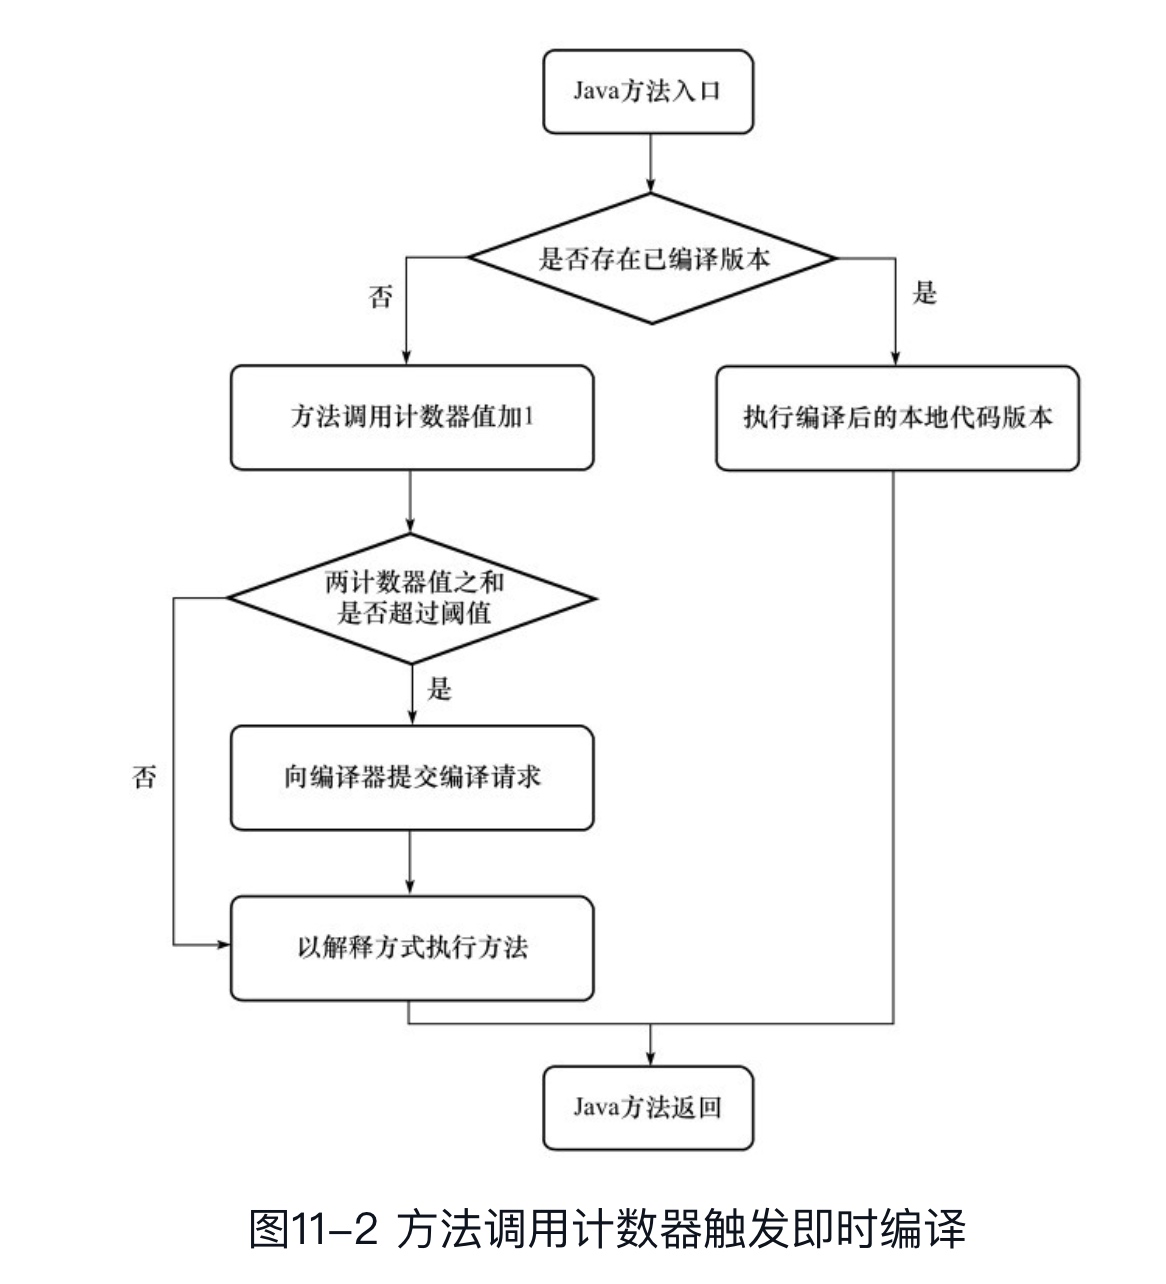 Java方法入口
是否存在已编译版本
否
是
方法调用计数器值加1
执行编译后的本地代码版本
两计数器值之和
是否超过阈值
是
向编译器提交编译请求
否
以解释方式执行方法
Java方法返回
图11-2 方法调用计数器触发即时编译